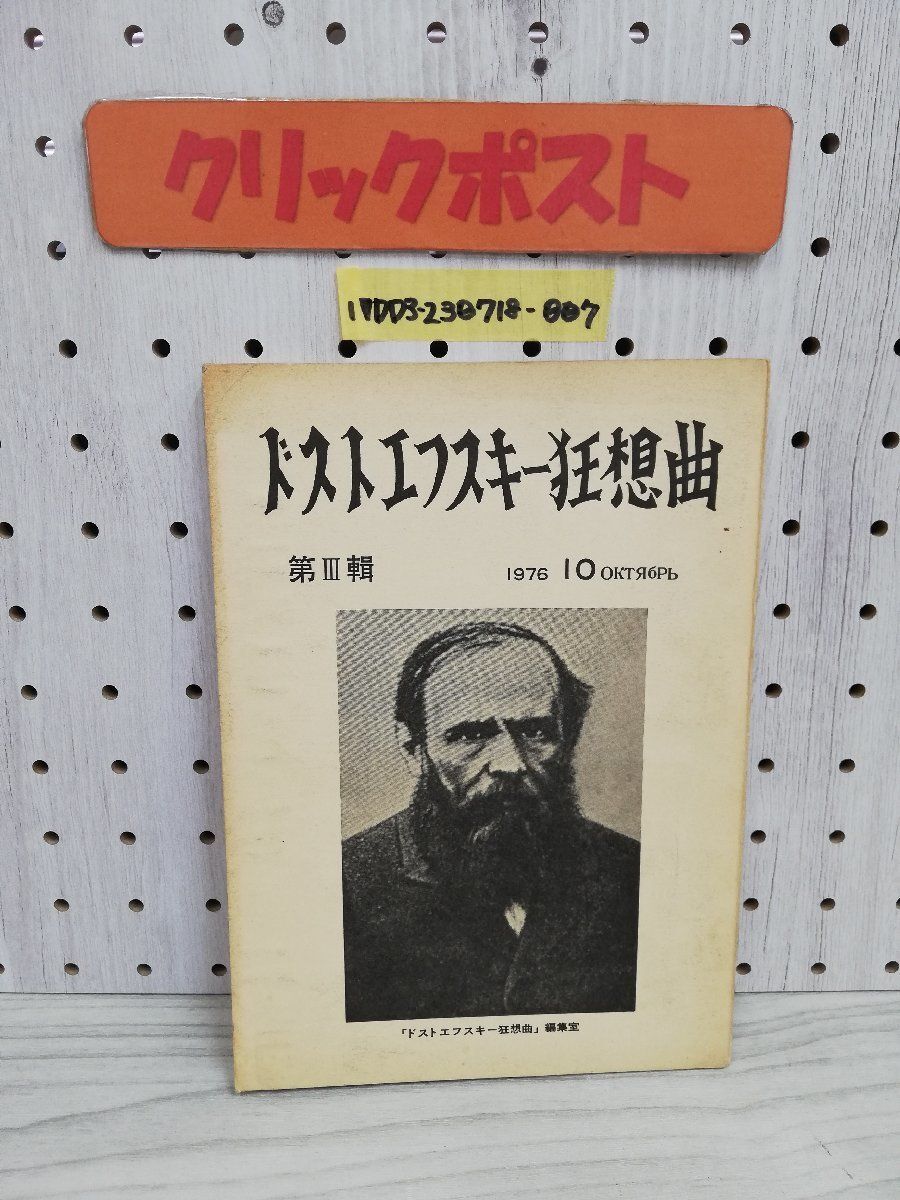 クリックポスト
17DD3-230718-007
ドストエフスキー狂想曲
第III輯
1976 10 ОКТЯбРЬ
「ドストエフスキー狂想曲」編集室